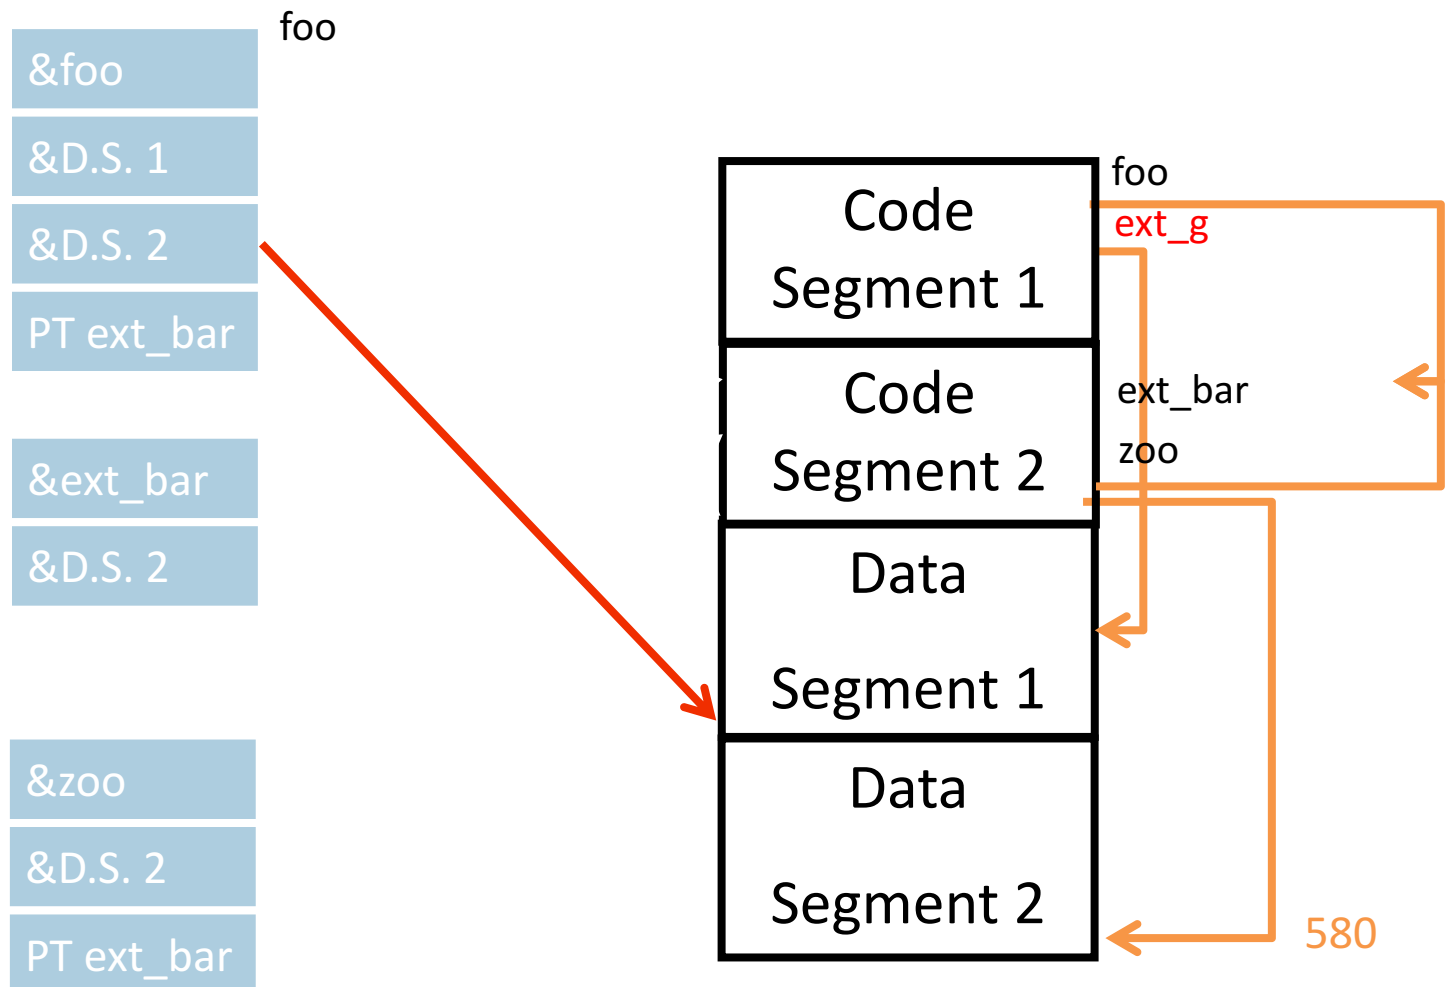 foo
&foo
&D.S. 1
&D.S. 2
PT ext_bar
&ext_bar
&D.S. 2
&zoo
&D.S. 2
PT ext_bar
Code
Segment 1
Code
Segment 2
Data
Segment 1
Data
Segment 2
foo
ext_g
ext_bar
zoo
580